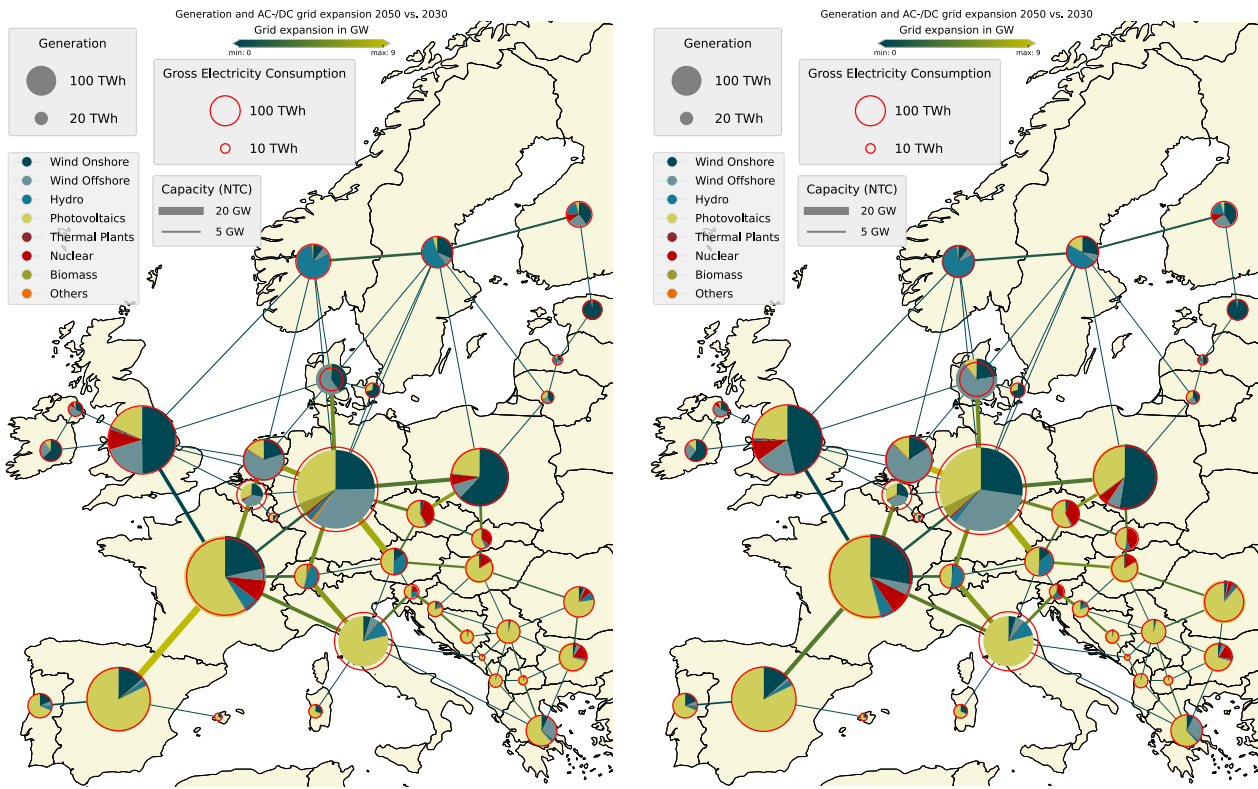 Generation and AC-/DC grid expansion 2050 vs. 2030
Grid expansion in GW
min: 0
max: 9
Generation
100 TWh
20 TWh
Gross Electricity Consumption
100 TWh
10 TWh
Wind Onshore
Wind Offshore
Hydro
Photovoltaics
Thermal Plants
Nuclear
Biomass
Others
Capacity (NTC)
20 GW
5 GW
Generation and AC-/DC grid expansion 2050 vs. 2030
Grid expansion in GW
min: 0
max: 9
Generation
100 TWh
20 TWh
Gross Electricity Consumption
100 TWh
10 TWh
Wind Onshore
Wind Offshore
Hydro
Photovoltaics
Thermal Plants
Nuclear
Biomass
Others
Capacity (NTC)
20 GW
5 GW